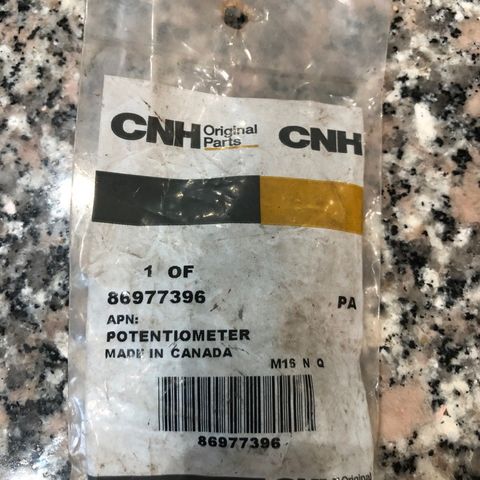 CNH Original Parts CNH
1 OF
86977396 PA
APN:
POTENTIOMETER
MADE IN CANADA
M16 N Q
86977396